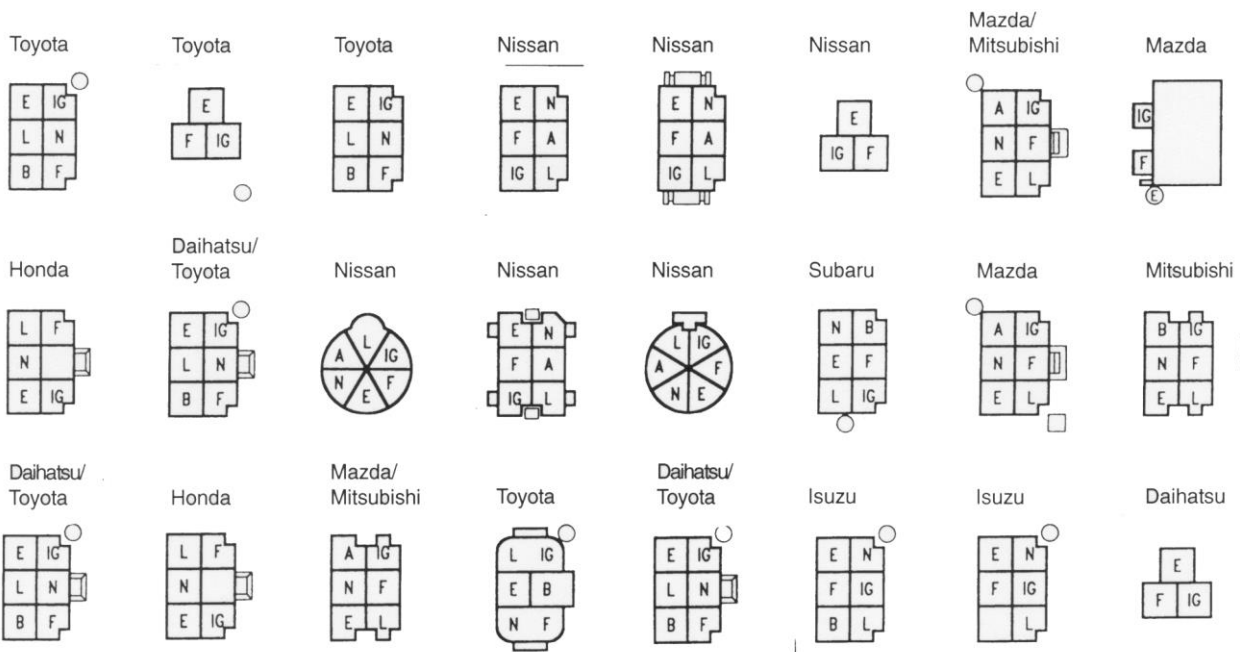 Mazda/
Toyota Toyota Toyota Nissan Nissan Nissan Mitsubishi Mazda
E IG
L N
B F
E
F IG
E IG
L N
B F
E N
F A
IG L
E N
F A
IG L
E
IG F
A IG
N F
E L
IG
F
E
Daihatsu/
Honda Toyota Nissan Nissan Nissan Subaru Mazda Mitsubishi
L F
N
E IG
E IG
L N
B F
L
A IG
N F
E
E N
F A
IG L
L IG
A F
N E
N B
E F
L IG
A IG
N F
E L
B IG
N F
E L
Daihatsu/ Mazda/ Daihatsu/
Toyota Honda Mitsubishi Toyota Toyota Isuzu Isuzu Daihatsu
E IG
L N
B F
L F
N
E IG
A IG
N F
E L
L IG
E B
N F
E IG
L N
B F
E N
F IG
B L
E N
F IG
L
E
F IG